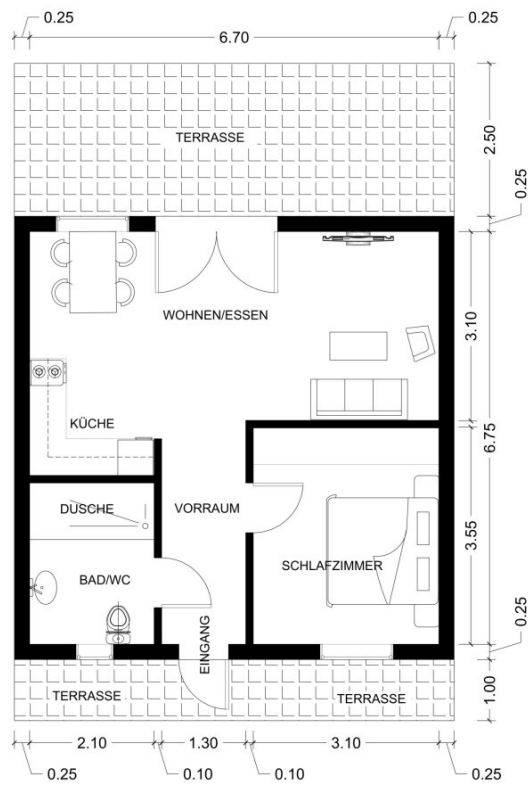 0.25
0.25
6.70
TERRASSE
2.50
0.25
WOHNEN/ESSEN
3.10
KÜCHE
6.75
DUSCHE
VORRAUM
3.55
SCHLAFZIMMER
BAD/WC
EINGANG
0.25
TERRASSE
TERRASSE
1.00
2.10
1.30
3.10
0.25
0.10
0.10
0.25